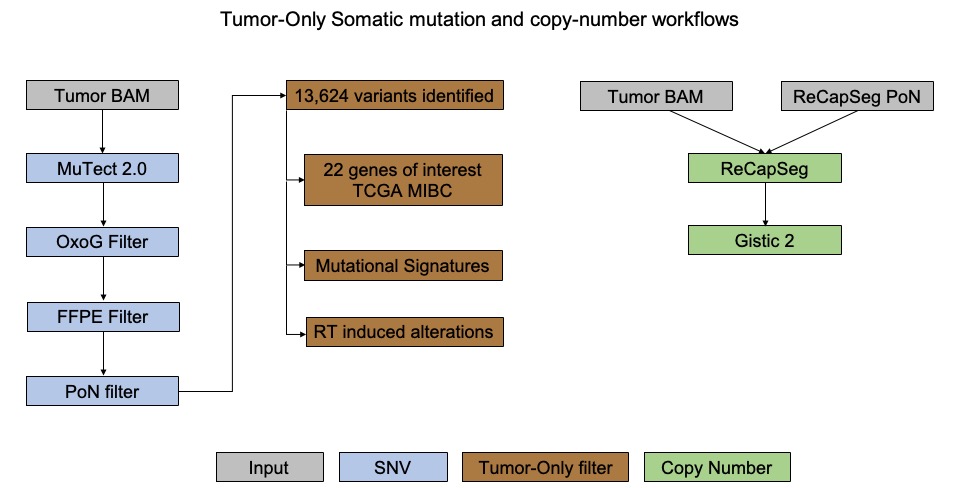 Tumor-Only Somatic mutation and copy-number workflows
Tumor BAM
MuTect 2.0
OxoG Filter
FFPE Filter
PoN filter
13,624 variants identified
22 genes of interest
TCGA MIBC
Mutational Signatures
RT induced alterations
Tumor BAM
ReCapSeg PoN
ReCapSeg
Gistic 2
Input
SNV
Tumor-Only filter
Copy Number